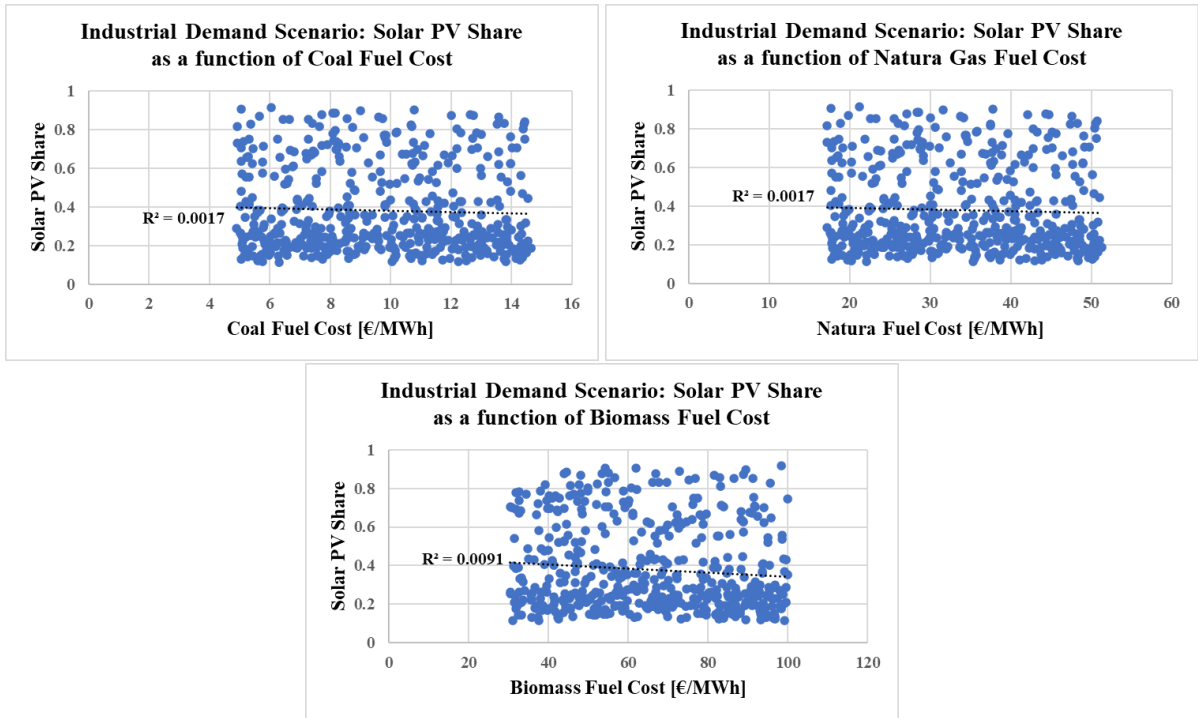 Industrial Demand Scenario: Solar PV Share
as a function of Coal Fuel Cost
Solar PV Share
1
0.8
0.6
0.4
0.2
0
R² = 0.0017
0 2 4 6 8 10 12 14 16
Coal Fuel Cost [€/MWh]
Industrial Demand Scenario: Solar PV Share
as a function of Natura Gas Fuel Cost
Solar PV Share
1
0.8
0.6
0.4
0.2
0
R² = 0.0017
0 10 20 30 40 50 60
Natura Fuel Cost [€/MWh]
Industrial Demand Scenario: Solar PV Share
as a function of Biomass Fuel Cost
Solar PV Share
1
0.8
0.6
0.4
0.2
0
R² = 0.0091
0 20 40 60 80 100 120
Biomass Fuel Cost [€/MWh]